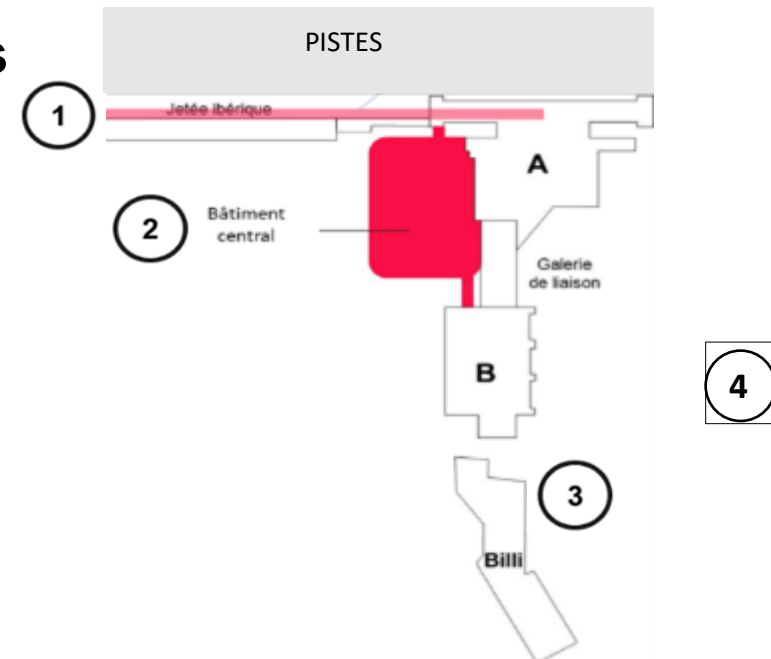 S
PISTES
1
Jetée Ibérique
A
2
Bâtiment
central
Galerie
de liaison
B
4
3
Billi